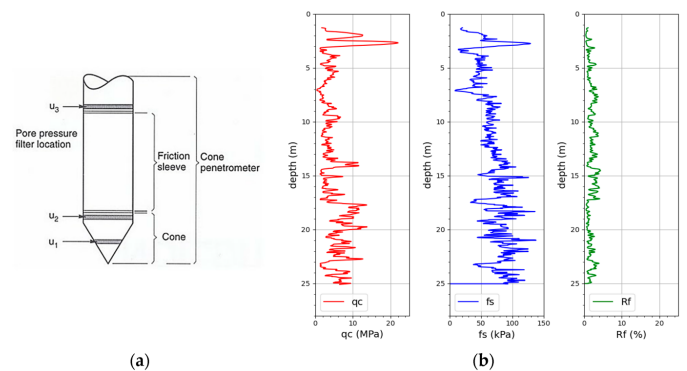 u3
Pore pressure
filter location
u2
u1
Friction
sleeve
Cone
penetrometer
Cone
(a)
0
5
10
15
20
25
depth (m)
qc
0
10
20
qc (MPa)
0
5
10
15
20
25
depth (m)
fs
0
50
100
150
fs (kPa)
0
5
10
15
20
25
depth (m)
Rf
0
10
20
Rf (%)
(b)